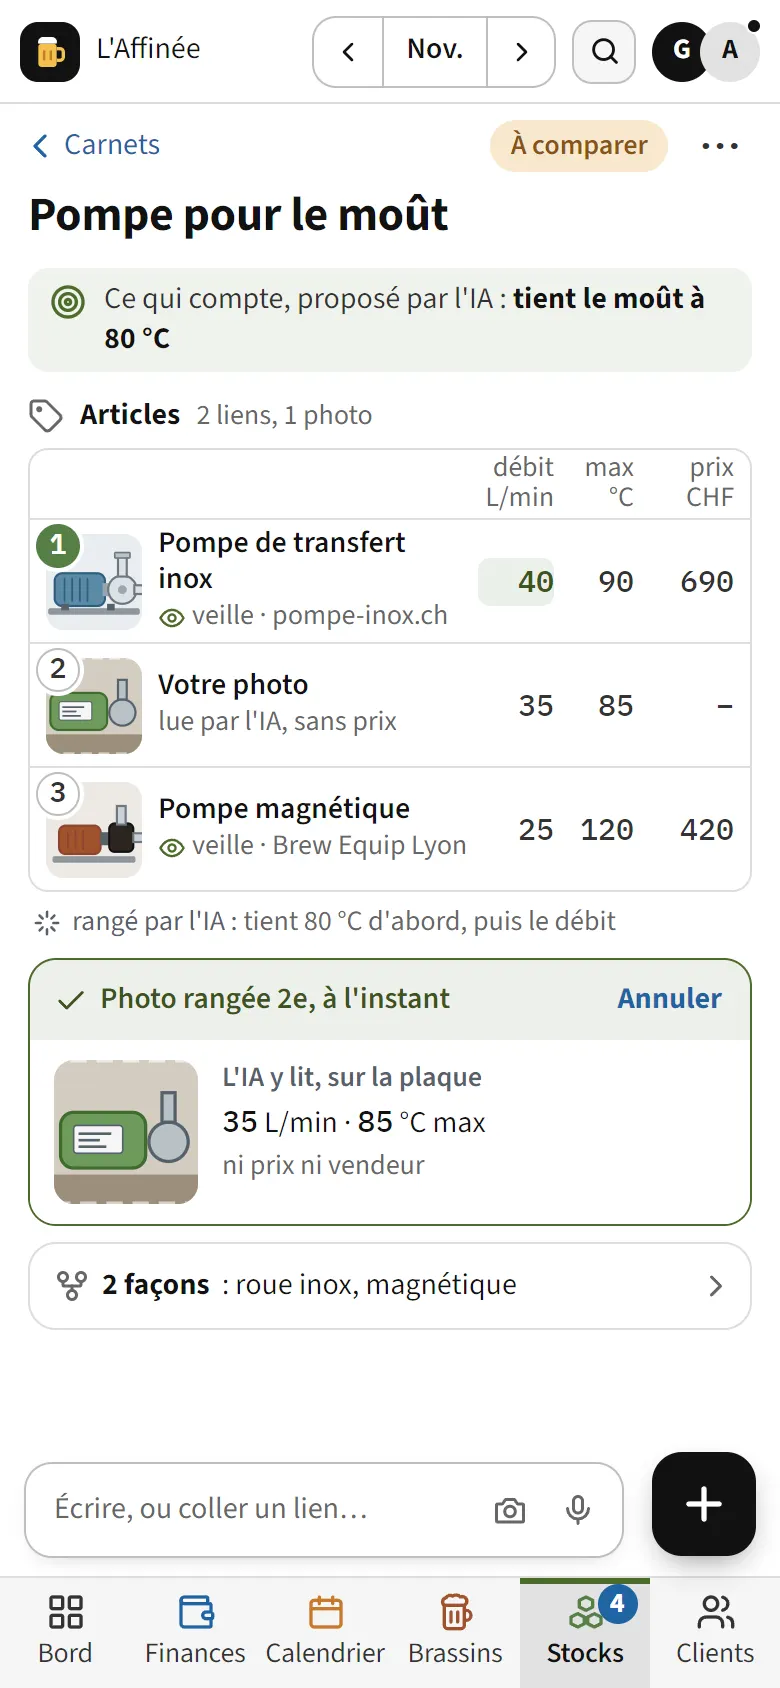 L'Affinée
Nov.
G
A
Carnets
À comparer
Pompe pour le moût
Ce qui compte, proposé par l'IA : tient le moût à
80 °C
Articles 2 liens, 1 photo
débit max prix
L/min °C CHF
1
Pompe de transfert
inox
40 90 690
veille · pompe-inox.ch
2
Votre photo
35 85 –
lue par l'IA, sans prix
3
Pompe magnétique
25 120 420
veille · Brew Equip Lyon
rangé par l'IA : tient 80 °C d'abord, puis le débit
Photo rangée 2e, à l'instant
Annuler
L'IA y lit, sur la plaque
35 L/min · 85 °C max
ni prix ni vendeur
2 façons : roue inox, magnétique
Écrire, ou coller un lien…
4
Bord Finances Calendrier Brassins Stocks Clients